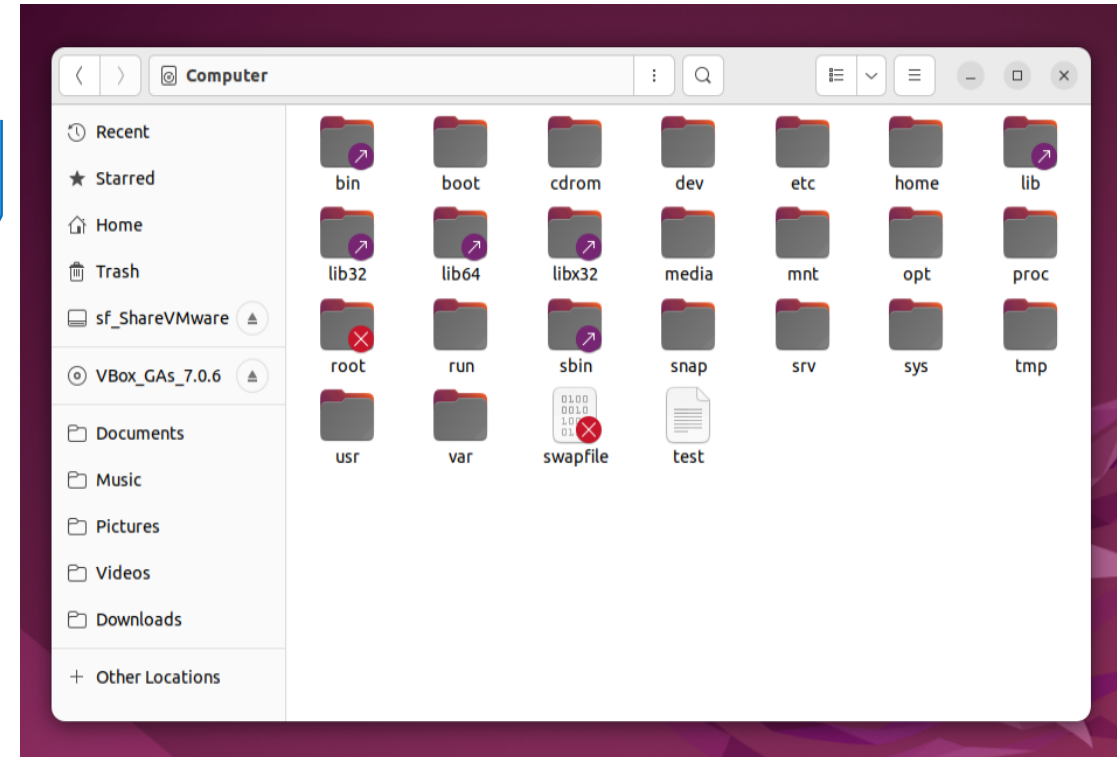 Computer
Recent
Starred
Home
Trash
sf_ShareVMware
VBox_GAs_7.0.6
Documents
Music
Pictures
Videos
Downloads
+ Other Locations
bin boot cdrom dev etc home lib
lib32 lib64 libx32 media mnt opt proc
root run sbin snap srv sys tmp
usr var swapfile test